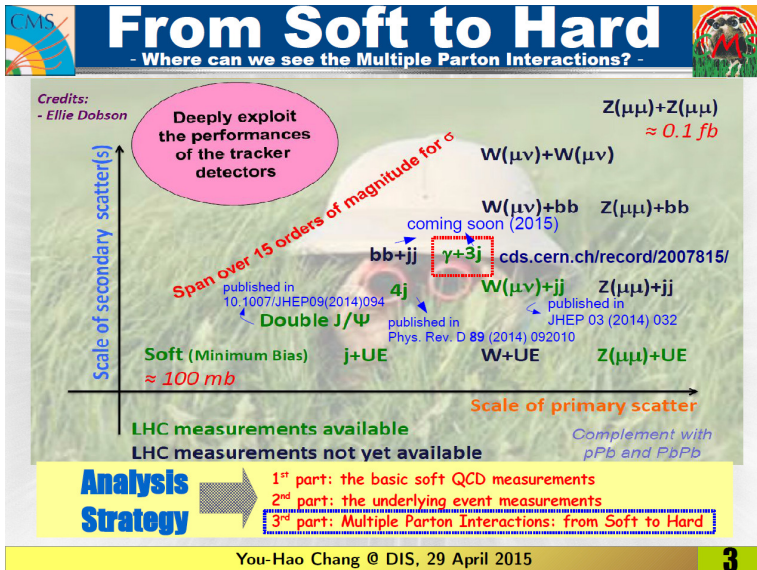 CMS
From Soft to Hard
- Where can we see the Multiple Parton Interactions? -
Credits:
- Ellie Dobson
Deeply exploit
the performances
of the tracker
detectors
Span over 15 orders of magnitude for σ
Z(μμ)+Z(μμ)
≈ 0.1 fb
W(μν)+W(μν)
W(μν)+bb Z(μμ)+bb
coming soon (2015)
bb+jj γ+3j cds.cern.ch/record/2007815/
4j W(μν)+jj Z(μμ)+jj
published in
10.1007/JHEP09(2014)094
Double J/Ψ
published in
Phys. Rev. D 89 (2014) 092010
published in
JHEP 03 (2014) 032
Soft (Minimum Bias) j+UE W+UE Z(μμ)+UE
≈ 100 mb
Scale of secondary scatter(s)
Scale of primary scatter
LHC measurements available
LHC measurements not yet available
Complement with
pPb and PbPb
Analysis
Strategy
1st part: the basic soft QCD measurements
2nd part: the underlying event measurements
3rd part: Multiple Parton Interactions: from Soft to Hard
You-Hao Chang @ DIS, 29 April 2015
3